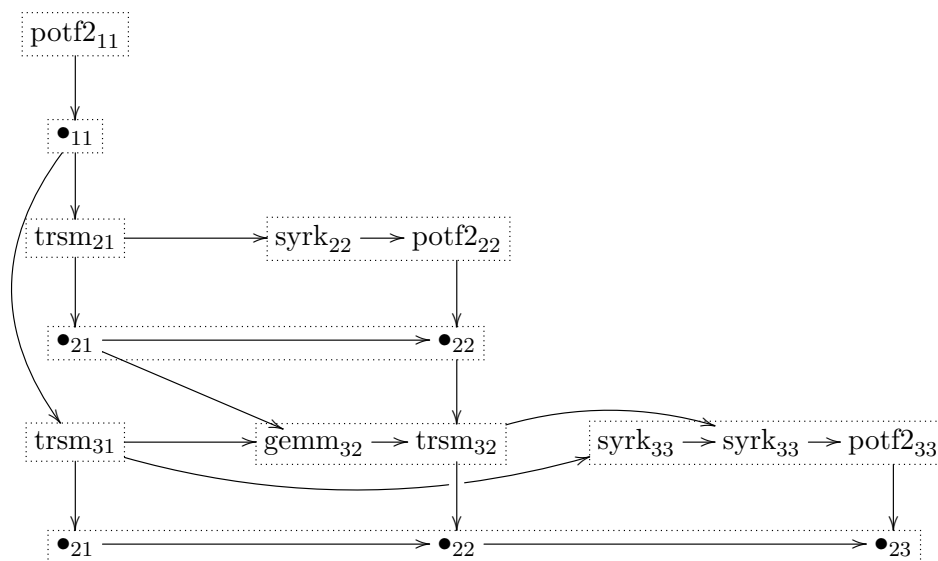 potf2₁₁
•₁₁
trsm₂₁ syrk₂₂ potf2₂₂
•₂₁ •₂₂
trsm₃₁ gemm₃₂ trsm₃₂ syrk₃₃ syrk₃₃ potf2₃₃
•₂₁ •₂₂ •₂₃